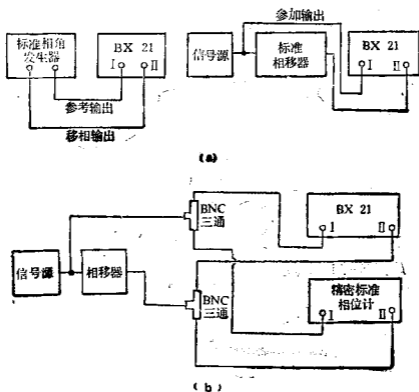 参加输出
标准相角
发生器
BX 21
I II
信号源
标准
相移器
BX 21
I II
参考输出
移相输出
(a)
BNC
三通
BX 21
I II
信号源
相移器
BNC
三通
精密标准
相位计
I II
(b)